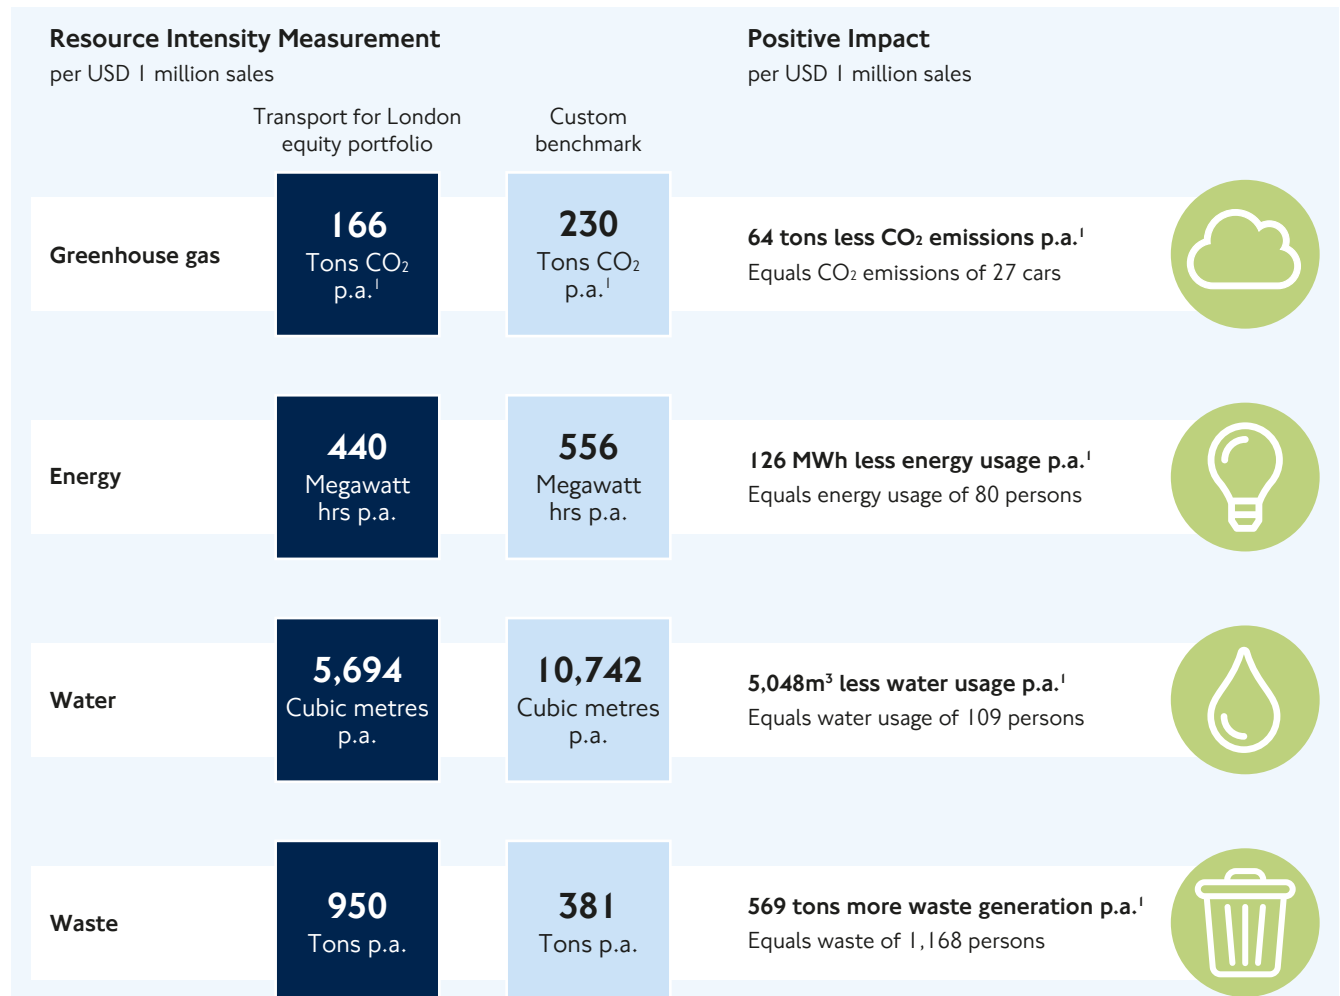 Resource Intensity Measurement
per USD 1 million sales
Positive Impact
per USD 1 million sales
Transport for London
equity portfolio
Custom
benchmark
Greenhouse gas
166
Tons CO₂
p.a.¹
230
Tons CO₂
p.a.¹
64 tons less CO₂ emissions p.a.¹
Equals CO₂ emissions of 27 cars
Energy
440
Megawatt
hrs p.a.
556
Megawatt
hrs p.a.
126 MWh less energy usage p.a.¹
Equals energy usage of 80 persons
Water
5,694
Cubic metres
p.a.
10,742
Cubic metres
p.a.
5,048m³ less water usage p.a.¹
Equals water usage of 109 persons
Waste
950
Tons p.a.
381
Tons p.a.
569 tons more waste generation p.a.¹
Equals waste of 1,168 persons